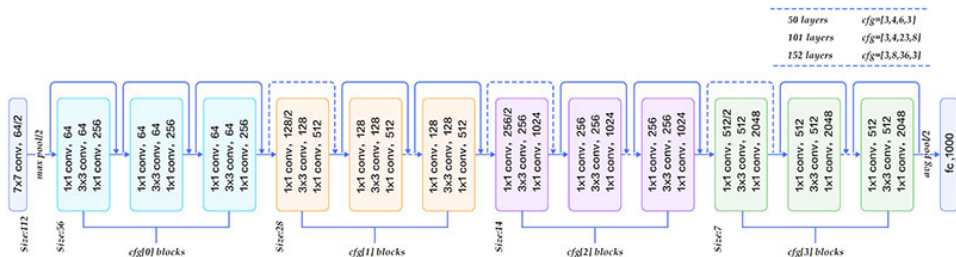 50 layers cfg=[3,4,6,3]
101 layers cfg=[3,4,23,8]
152 layers cfg=[3,8,36,3]
7x7 conv, 64/2
max pool/2
1x1 conv, 64
3x3 conv, 64
1x1 conv, 256
1x1 conv, 64
3x3 conv, 64
1x1 conv, 256
1x1 conv, 64
3x3 conv, 64
1x1 conv, 256
1x1 conv, 128/2
3x3 conv, 128
1x1 conv, 512
1x1 conv, 128
3x3 conv, 128
1x1 conv, 512
1x1 conv, 128
3x3 conv, 128
1x1 conv, 512
1x1 conv, 256/2
3x3 conv, 256
1x1 conv, 1024
1x1 conv, 256
3x3 conv, 256
1x1 conv, 1024
1x1 conv, 256
3x3 conv, 256
1x1 conv, 1024
1x1 conv, 512/2
3x3 conv, 512
1x1 conv, 2048
1x1 conv, 512
3x3 conv, 512
1x1 conv, 2048
1x1 conv, 512
3x3 conv, 512
1x1 conv, 2048
avg pool/2
fc ,1000
Size:112
Size:56
Size:28
Size:14
Size:7
cfg[0] blocks
cfg[1] blocks
cfg[2] blocks
cfg[3] blocks